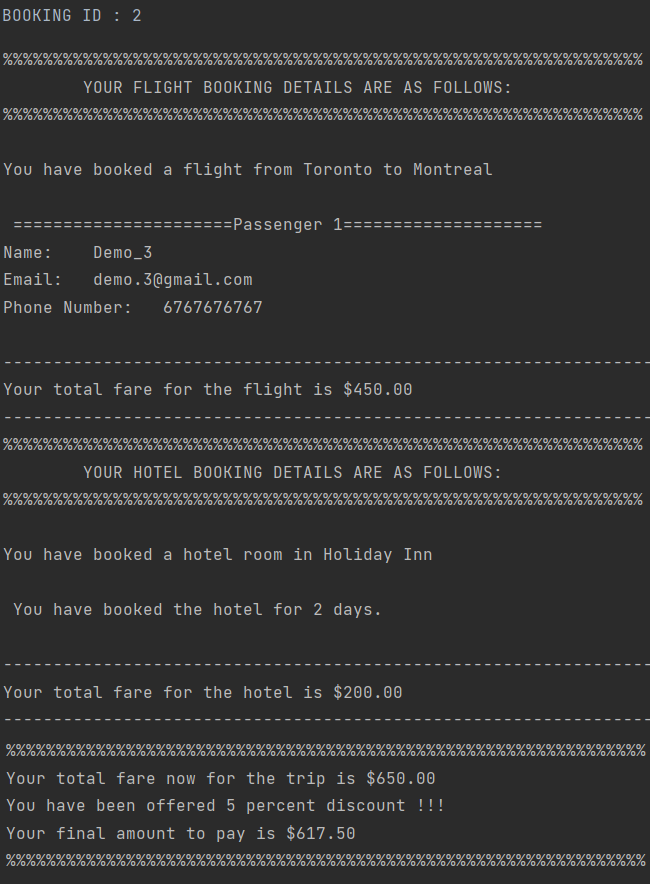 BOOKING ID : 2
%%%%%%%%%%%%%%%%%%%%%%%%%%%%%%%%%%%%%%%%%%%%%%%%%%%%%%%%%%%%%%%%
YOUR FLIGHT BOOKING DETAILS ARE AS FOLLOWS:
%%%%%%%%%%%%%%%%%%%%%%%%%%%%%%%%%%%%%%%%%%%%%%%%%%%%%%%%%%%%%%%%
You have booked a flight from Toronto to Montreal
======================Passenger 1====================
Name:    Demo_3
Email:   demo.3@gmail.com
Phone Number:   6767676767
-----------------------------------------------------------------
Your total fare for the flight is $450.00
-----------------------------------------------------------------
%%%%%%%%%%%%%%%%%%%%%%%%%%%%%%%%%%%%%%%%%%%%%%%%%%%%%%%%%%%%%%%%
YOUR HOTEL BOOKING DETAILS ARE AS FOLLOWS:
%%%%%%%%%%%%%%%%%%%%%%%%%%%%%%%%%%%%%%%%%%%%%%%%%%%%%%%%%%%%%%%%
You have booked a hotel room in Holiday Inn
You have booked the hotel for 2 days.
-----------------------------------------------------------------
Your total fare for the hotel is $200.00
-----------------------------------------------------------------
%%%%%%%%%%%%%%%%%%%%%%%%%%%%%%%%%%%%%%%%%%%%%%%%%%%%%%%%%%%%%%%%
Your total fare now for the trip is $650.00
You have been offered 5 percent discount !!!
Your final amount to pay is $617.50
%%%%%%%%%%%%%%%%%%%%%%%%%%%%%%%%%%%%%%%%%%%%%%%%%%%%%%%%%%%%%%%%